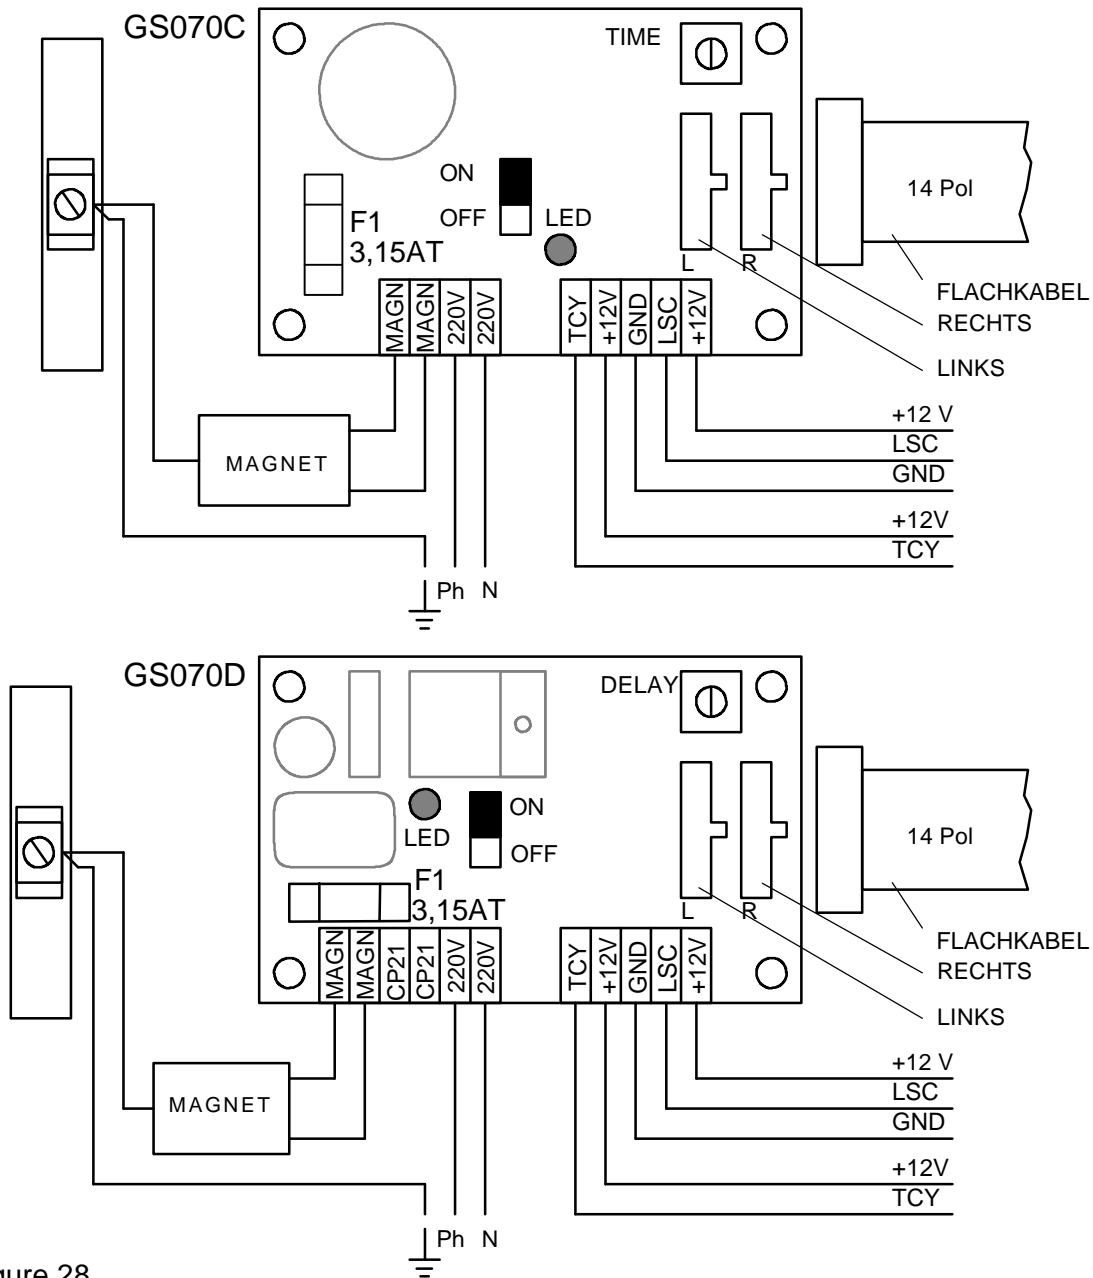 GS070C
TIME
ON
OFF
LED
F1
3,15AT
L
R
14 Pol
MAGN
MAGN
220V
220V
TCY
+12V
GND
LSC
+12V
FLACHKABEL
RECHTS
LINKS
MAGNET
+12 V
LSC
GND
+12V
TCY
Ph
N
GS070D
DELAY
LED
ON
OFF
F1
3,15AT
L
R
14 Pol
MAGN
MAGN
CP21
CP21
220V
220V
TCY
+12V
GND
LSC
+12V
FLACHKABEL
RECHTS
LINKS
MAGNET
+12 V
LSC
GND
+12V
TCY
Ph
N
28